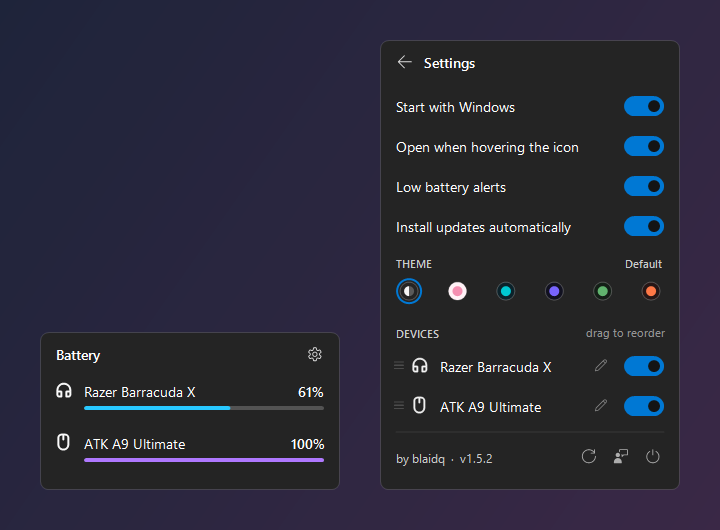 Settings
Start with Windows
Open when hovering the icon
Low battery alerts
Install updates automatically
THEME Default
DEVICES drag to reorder
Razer Barracuda X
ATK A9 Ultimate
by blaidq · v1.5.2
Battery
Razer Barracuda X 61%
ATK A9 Ultimate 100%